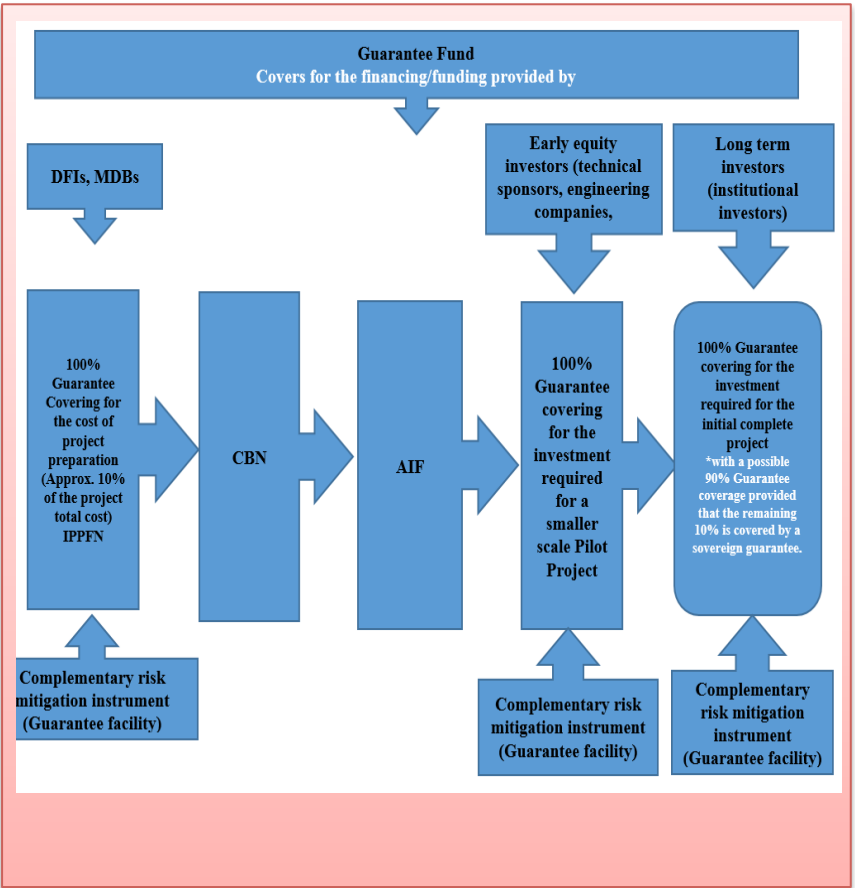 Guarantee Fund
Covers for the financing/funding provided by
DFIs, MDBs
Early equity
investors (technical
sponsors, engineering
companies,
Long term
investors
(institutional
investors)
100%
Guarantee
Covering for
the cost of
project
preparation
(Approx. 10%
of the project
total cost)
IPPFN
CBN
AIF
100%
Guarantee
covering
for the
investment
required
for a
smaller
scale Pilot
Project
100% Guarantee
covering for the
investment
required for the
initial complete
project
*with a possible
90% Guarantee
coverage provided
that the remaining
10% is covered by a
sovereign guarantee.
Complementary risk
mitigation instrument
(Guarantee facility)
Complementary risk
mitigation instrument
(Guarantee facility)
Complementary
risk mitigation
instrument
(Guarantee facility)